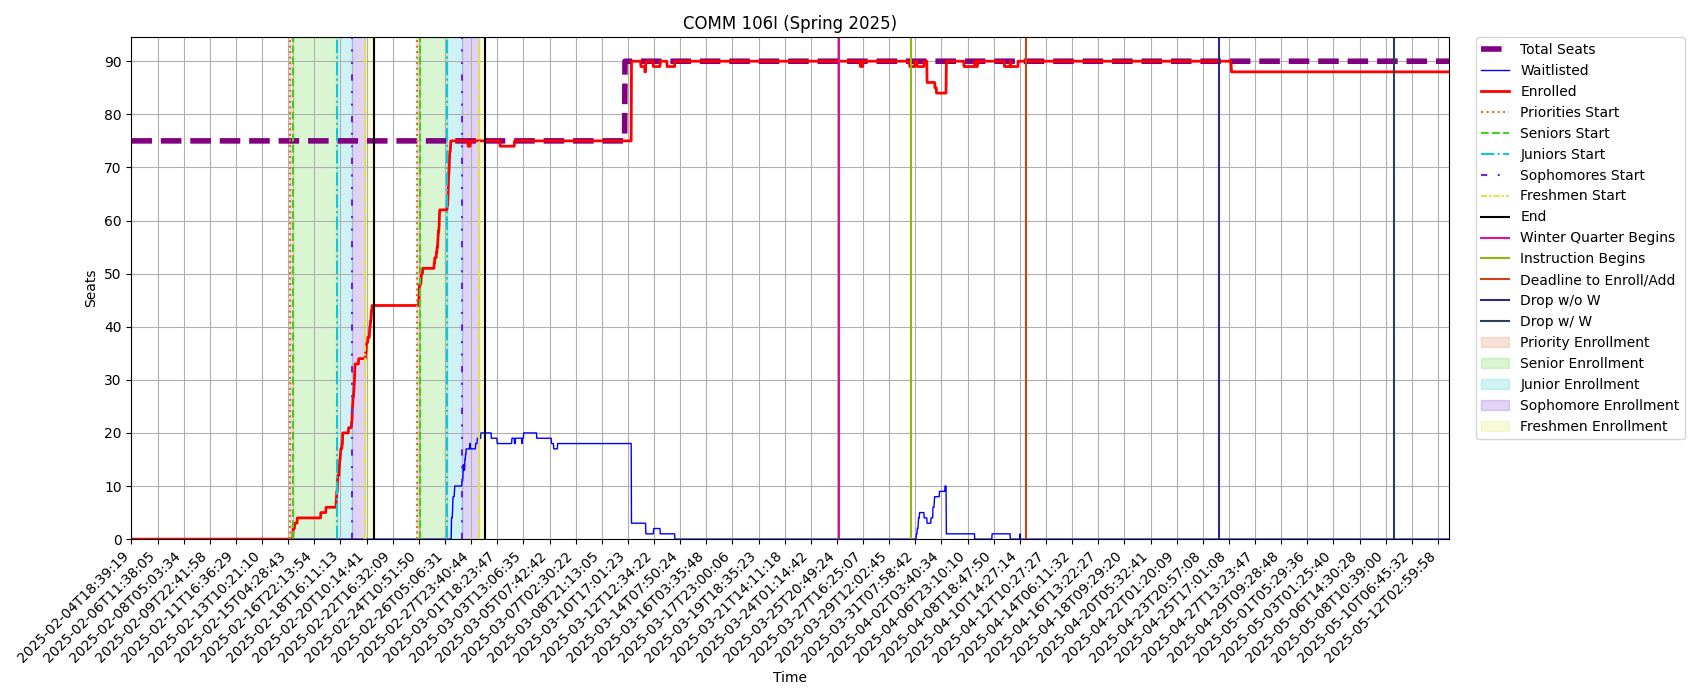 COMM 106I (Spring 2025)
Seats
90
80
70
60
50
40
30
20
10
0
2025-02-04T18:39:19
2025-02-06T11:38:05
2025-02-08T05:03:34
2025-02-09T22:41:58
2025-02-11T16:36:29
2025-02-13T10:21:10
2025-02-15T04:28:43
2025-02-16T22:13:54
2025-02-18T16:11:13
2025-02-20T10:14:41
2025-02-22T16:32:09
2025-02-24T10:51:50
2025-02-26T05:06:31
2025-02-27T23:40:44
2025-03-01T18:23:47
2025-03-03T13:06:35
2025-03-05T07:42:42
2025-03-07T02:30:22
2025-03-08T21:13:05
2025-03-10T17:01:23
2025-03-12T12:34:22
2025-03-14T07:50:24
2025-03-16T03:35:48
2025-03-17T23:00:06
2025-03-19T18:35:23
2025-03-21T14:11:18
2025-03-24T01:14:42
2025-03-25T20:49:24
2025-03-27T16:25:07
2025-03-29T12:02:45
2025-03-31T07:58:42
2025-04-02T03:40:34
2025-04-06T23:10:10
2025-04-08T18:47:50
2025-04-10T14:27:14
2025-04-12T10:27:27
2025-04-14T06:11:32
2025-04-16T13:22:27
2025-04-18T09:29:20
2025-04-20T05:32:41
2025-04-22T01:20:09
2025-04-23T20:57:08
2025-04-25T17:01:08
2025-04-27T13:23:47
2025-04-29T09:28:48
2025-05-01T05:29:36
2025-05-03T01:25:40
2025-05-06T14:30:28
2025-05-08T10:39:00
2025-05-10T06:45:32
2025-05-12T02:59:58
Time
Total Seats
Waitlisted
Enrolled
Priorities Start
Seniors Start
Juniors Start
Sophomores Start
Freshmen Start
End
Winter Quarter Begins
Instruction Begins
Deadline to Enroll/Add
Drop w/o W
Drop w/ W
Priority Enrollment
Senior Enrollment
Junior Enrollment
Sophomore Enrollment
Freshmen Enrollment